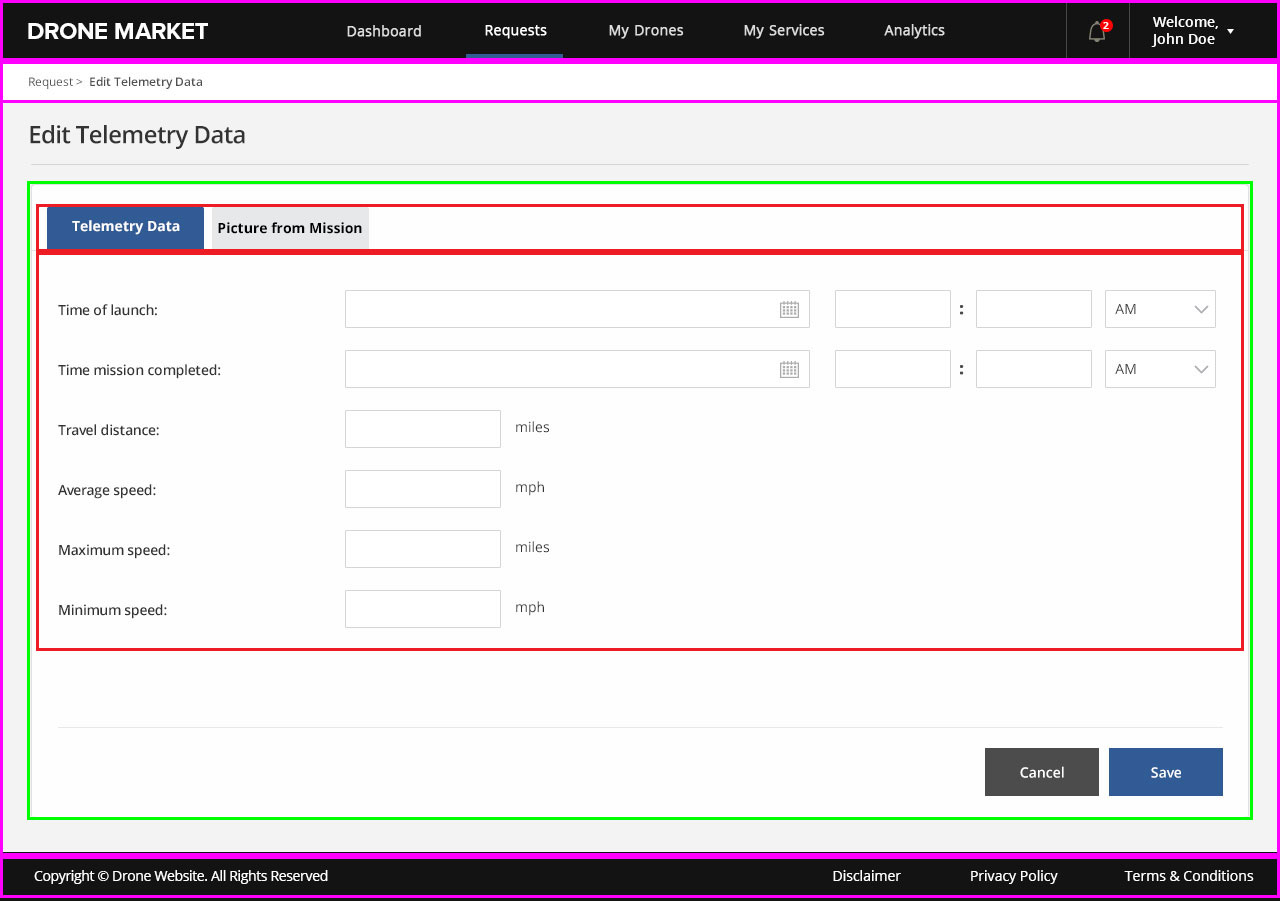 DRONE MARKET
Dashboard
Requests
My Drones
My Services
Analytics
2
Welcome,
John Doe
Request > Edit Telemetry Data
Edit Telemetry Data
Telemetry Data
Picture from Mission
Time of launch:
:
AM
Time mission completed:
:
AM
Travel distance:
miles
Average speed:
mph
Maximum speed:
miles
Minimum speed:
mph
Cancel
Save
Copyright © Drone Website. All Rights Reserved
Disclaimer
Privacy Policy
Terms & Conditions